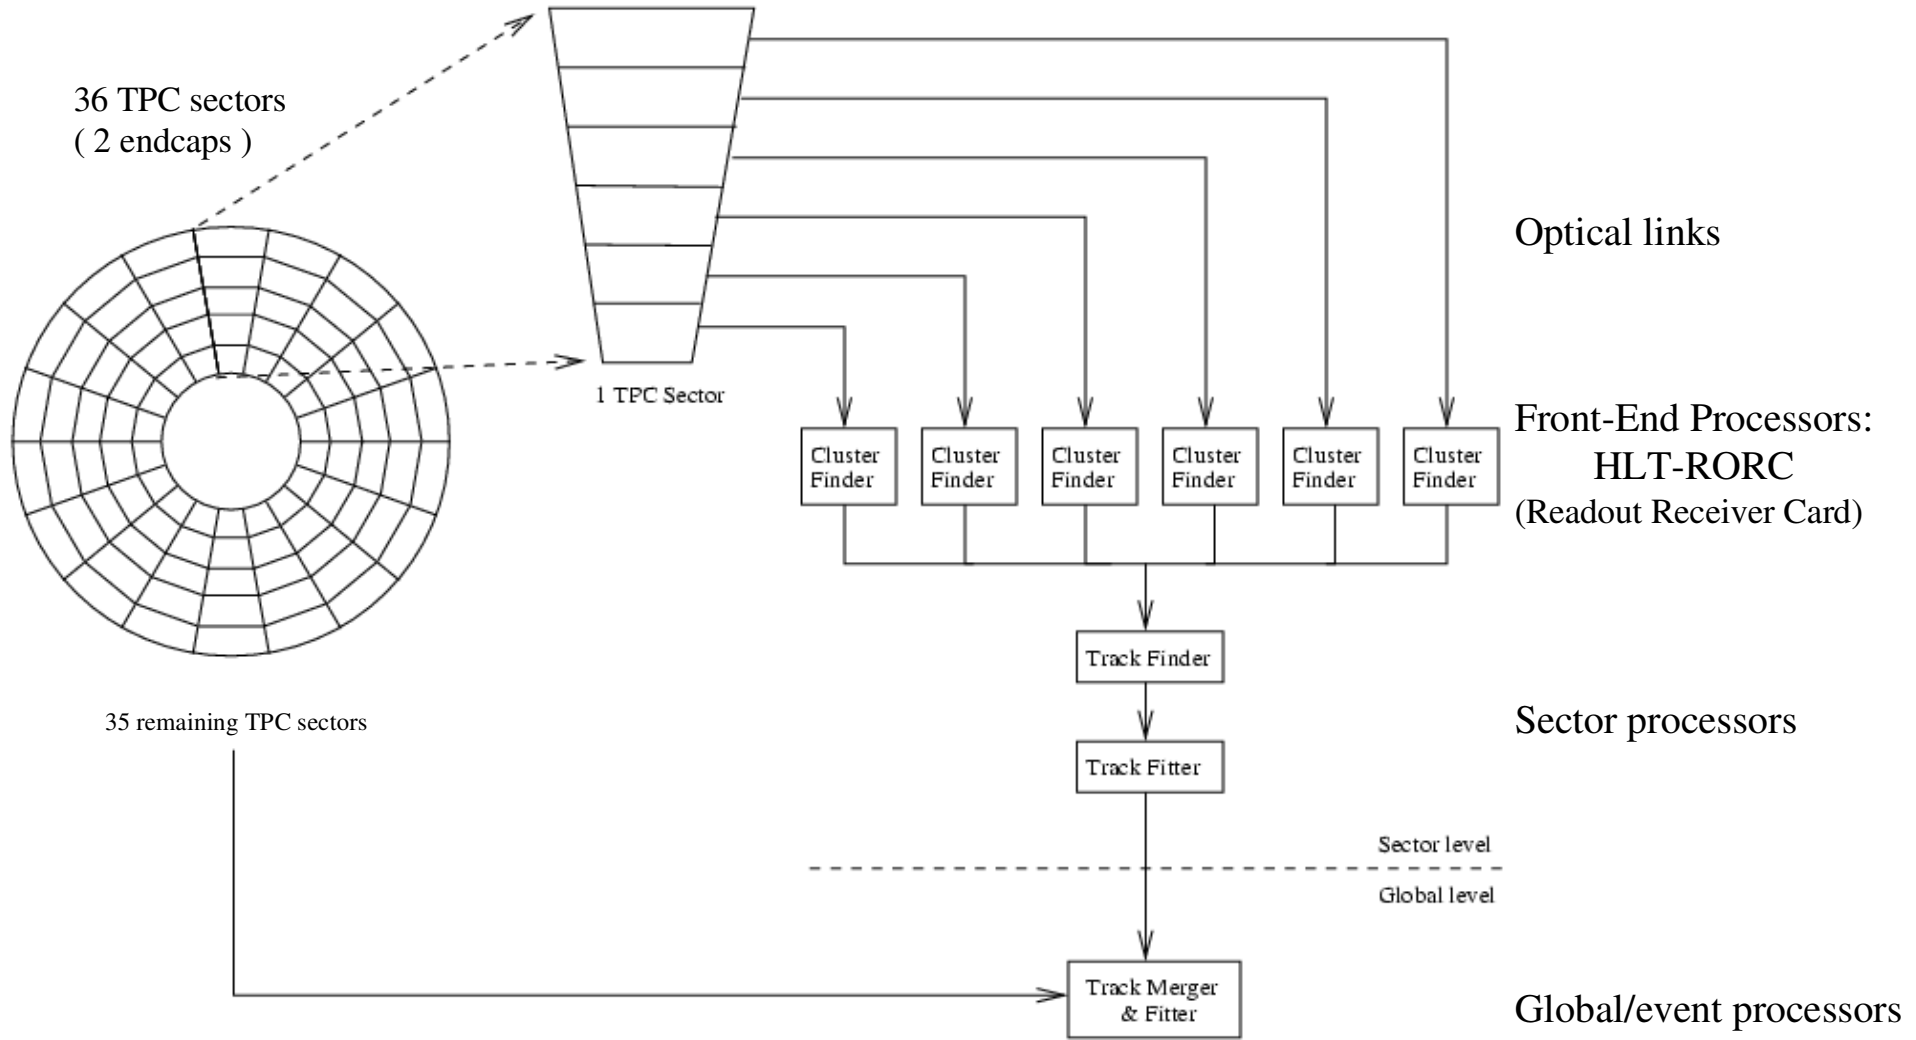 36 TPC sectors
( 2 endcaps )
1 TPC Sector
Optical links
Cluster
Finder
Cluster
Finder
Cluster
Finder
Cluster
Finder
Cluster
Finder
Cluster
Finder
Front-End Processors:
HLT-RORC
(Readout Receiver Card)
Track Finder
35 remaining TPC sectors
Sector processors
Track Fitter
Sector level
Global level
Track Merger
& Fitter
Global/event processors